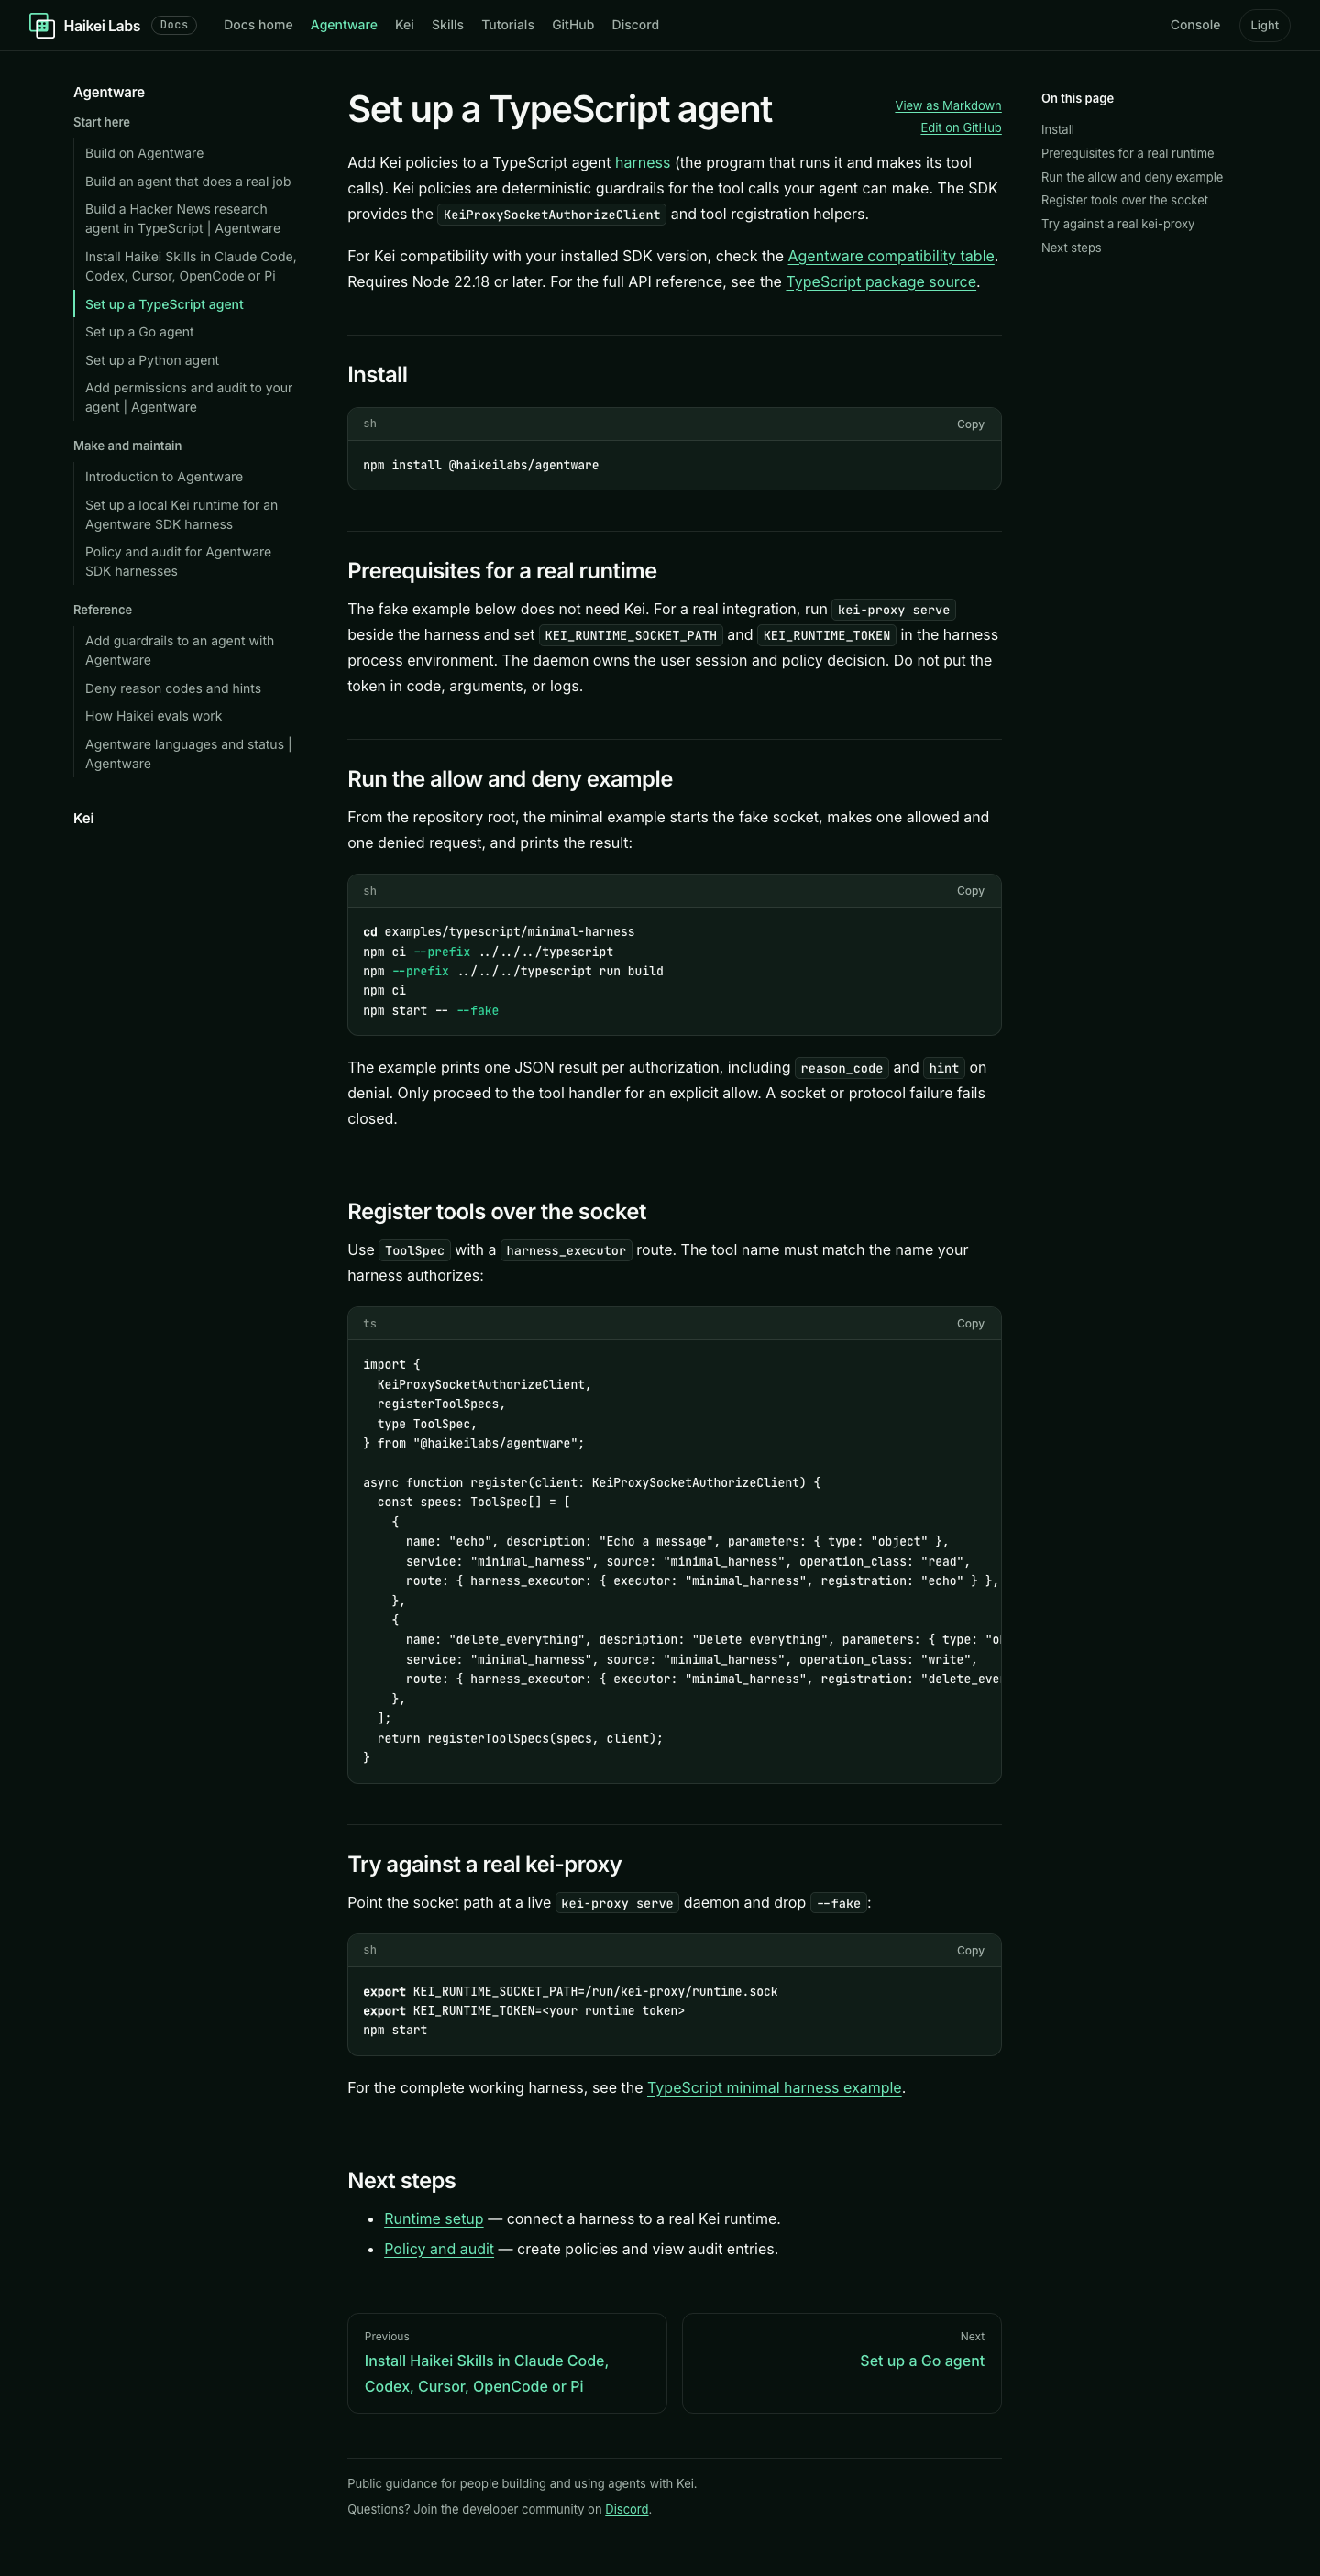 Haikei Labs Docs Docs home Agentware Kei Skills Tutorials GitHub Discord Console Light
Agentware
Start here
Build on Agentware
Build an agent that does a real job
Build a Hacker News research
agent in TypeScript | Agentware
Install Haikei Skills in Claude Code,
Codex, Cursor, OpenCode or Pi
Set up a TypeScript agent
Set up a Go agent
Set up a Python agent
Add permissions and audit to your
agent | Agentware
Make and maintain
Introduction to Agentware
Set up a local Kei runtime for an
Agentware SDK harness
Policy and audit for Agentware
SDK harnesses
Reference
Add guardrails to an agent with
Agentware
Deny reason codes and hints
How Haikei evals work
Agentware languages and status |
Agentware
Kei
Set up a TypeScript agent
View as Markdown
Edit on GitHub
Add Kei policies to a TypeScript agent harness (the program that runs it and makes its tool
calls). Kei policies are deterministic guardrails for the tool calls your agent can make. The SDK
provides the KeiProxySocketAuthorizeClient and tool registration helpers.
For Kei compatibility with your installed SDK version, check the Agentware compatibility table.
Requires Node 22.18 or later. For the full API reference, see the TypeScript package source.
Install
sh Copy
npm install @haikeilabs/agentware
Prerequisites for a real runtime
The fake example below does not need Kei. For a real integration, run kei-proxy serve
beside the harness and set KEI_RUNTIME_SOCKET_PATH and KEI_RUNTIME_TOKEN in the harness
process environment. The daemon owns the user session and policy decision. Do not put the
token in code, arguments, or logs.
Run the allow and deny example
From the repository root, the minimal example starts the fake socket, makes one allowed and
one denied request, and prints the result:
sh Copy
cd examples/typescript/minimal-harness
npm ci --prefix ../../../typescript
npm --prefix ../../../typescript run build
npm ci
npm start -- --fake
The example prints one JSON result per authorization, including reason_code and hint on
denial. Only proceed to the tool handler for an explicit allow. A socket or protocol failure fails
closed.
Register tools over the socket
Use ToolSpec with a harness_executor route. The tool name must match the name your
harness authorizes:
ts Copy
import {
  KeiProxySocketAuthorizeClient,
  registerToolSpecs,
  type ToolSpec,
} from "@haikeilabs/agentware";
async function register(client: KeiProxySocketAuthorizeClient) {
  const specs: ToolSpec[] = [
    {
      name: "echo", description: "Echo a message", parameters: { type: "object" },
      service: "minimal_harness", source: "minimal_harness", operation_class: "read",
      route: { harness_executor: { executor: "minimal_harness", registration: "echo" } },
    },
    {
      name: "delete_everything", description: "Delete everything", parameters: { type: "ob
      service: "minimal_harness", source: "minimal_harness", operation_class: "write",
      route: { harness_executor: { executor: "minimal_harness", registration: "delete_ever
    },
  ];
  return registerToolSpecs(specs, client);
}
Try against a real kei-proxy
Point the socket path at a live kei-proxy serve daemon and drop --fake:
sh Copy
export KEI_RUNTIME_SOCKET_PATH=/run/kei-proxy/runtime.sock
export KEI_RUNTIME_TOKEN=<your runtime token>
npm start
For the complete working harness, see the TypeScript minimal harness example.
Next steps
• Runtime setup — connect a harness to a real Kei runtime.
• Policy and audit — create policies and view audit entries.
Previous
Install Haikei Skills in Claude Code,
Codex, Cursor, OpenCode or Pi
Next
Set up a Go agent
Public guidance for people building and using agents with Kei.
Questions? Join the developer community on Discord.
On this page
Install
Prerequisites for a real runtime
Run the allow and deny example
Register tools over the socket
Try against a real kei-proxy
Next steps